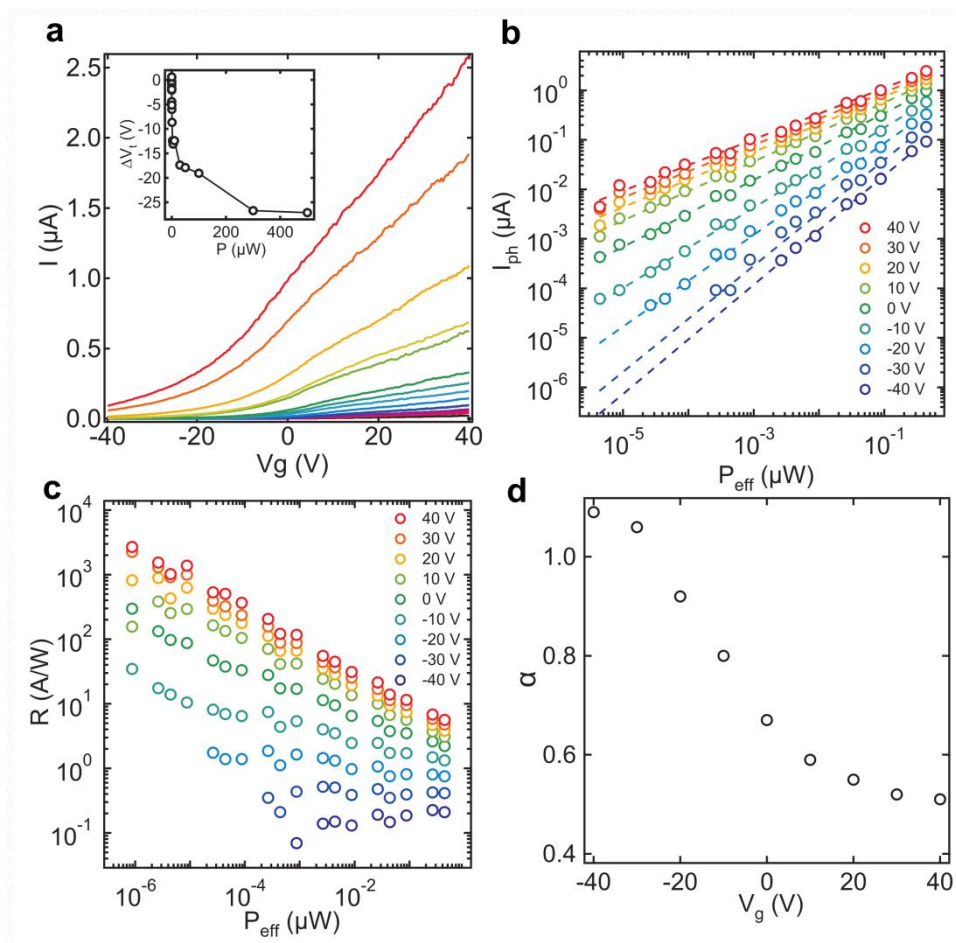 a
2.5
2.0
1.5
1.0
0.5
0.0
I (µA)
-40
-20
0
20
40
Vg (V)
0
-5
-10
-15
-20
-25
ΔVt (V)
0
200
400
P (µW)
b
10^0
10^-1
10^-2
10^-3
10^-4
10^-5
10^-6
Iph (µA)
40 V
30 V
20 V
10 V
0 V
-10 V
-20 V
-30 V
-40 V
10^-5
10^-3
10^-1
Peff (µW)
c
10^4
10^3
10^2
10^1
10^0
10^-1
R (A/W)
40 V
30 V
20 V
10 V
0 V
-10 V
-20 V
-30 V
-40 V
10^-6
10^-4
10^-2
Peff (µW)
d
1.0
0.8
0.6
0.4
α
-40
-20
0
20
40
Vg (V)